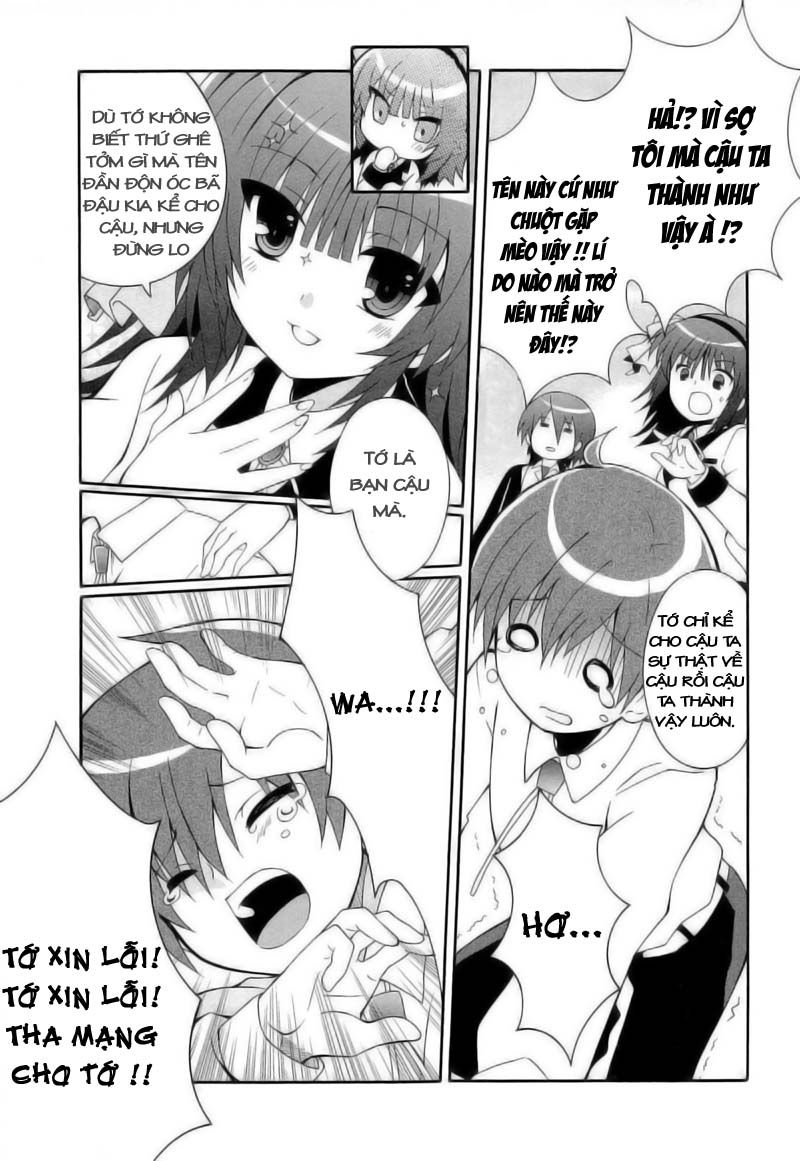 HẢ!? VÌ SỢ
TÔI MÀ CẬU TA
THÀNH NHƯ
VẬY À !?
TÊN NÀY CỨ NHƯ
CHUỘT GẶP
MÈO VẬY !! LÍ
DO NÀO MÀ TRỞ
NÊN THẾ NÀY
ĐÂY!?
TỚ CHỈ KỂ
CHO CẬU TA
SỰ THẬT VỀ
CẬU RỒI CẬU
TA THÀNH
VẬY LUÔN.
HƠ...
DÙ TỚ KHÔNG
BIẾT THỨ GHÊ
TỞM GÌ MÀ TÊN
ĐẦN ĐỘN ÓC BÃ
ĐẬU KIA KỂ CHO
CẬU, NHƯNG
ĐỪNG LO
TỚ LÀ
BẠN CẬU
MÀ.
WA...!!!
TỚ XIN LỖI!
TỚ XIN LỖI!
THA MẠNG
CHO TỚ !!